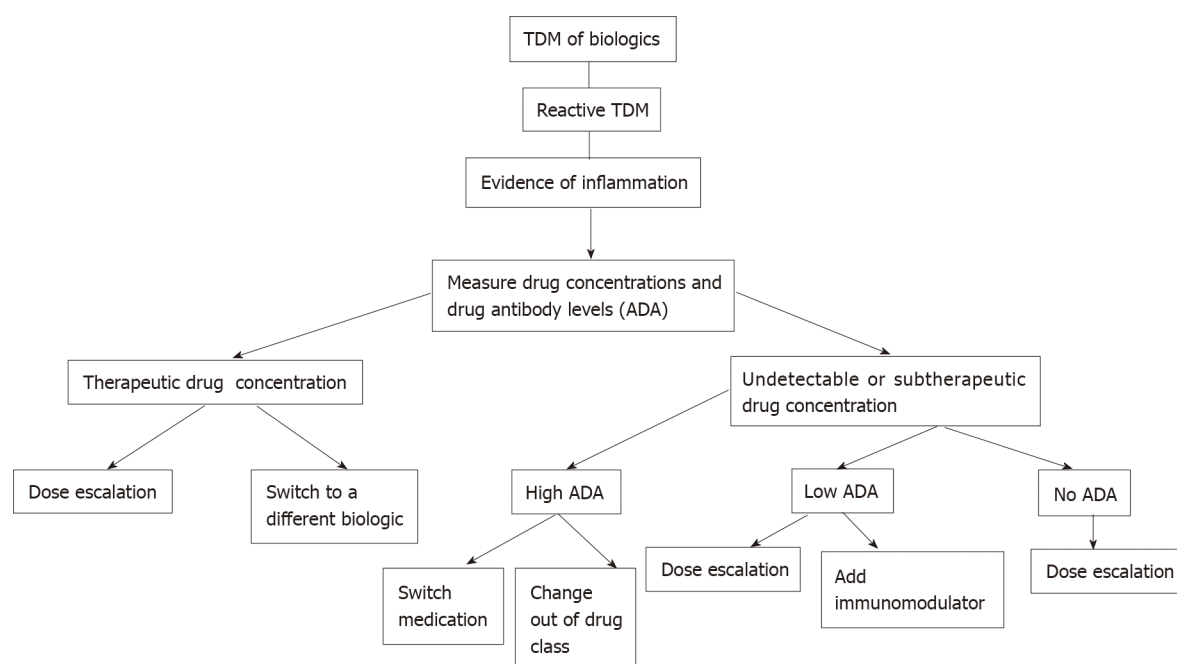 TDM of biologics
Reactive TDM
Evidence of inflammation
Measure drug concentrations and
drug antibody levels (ADA)
Therapeutic drug concentration
Undetectable or subtherapeutic
drug concentration
Dose escalation
Switch to a
different biologic
High ADA
Low ADA
No ADA
Switch
medication
Change
out of drug
class
Dose escalation
Add
immunomodulator
Dose escalation